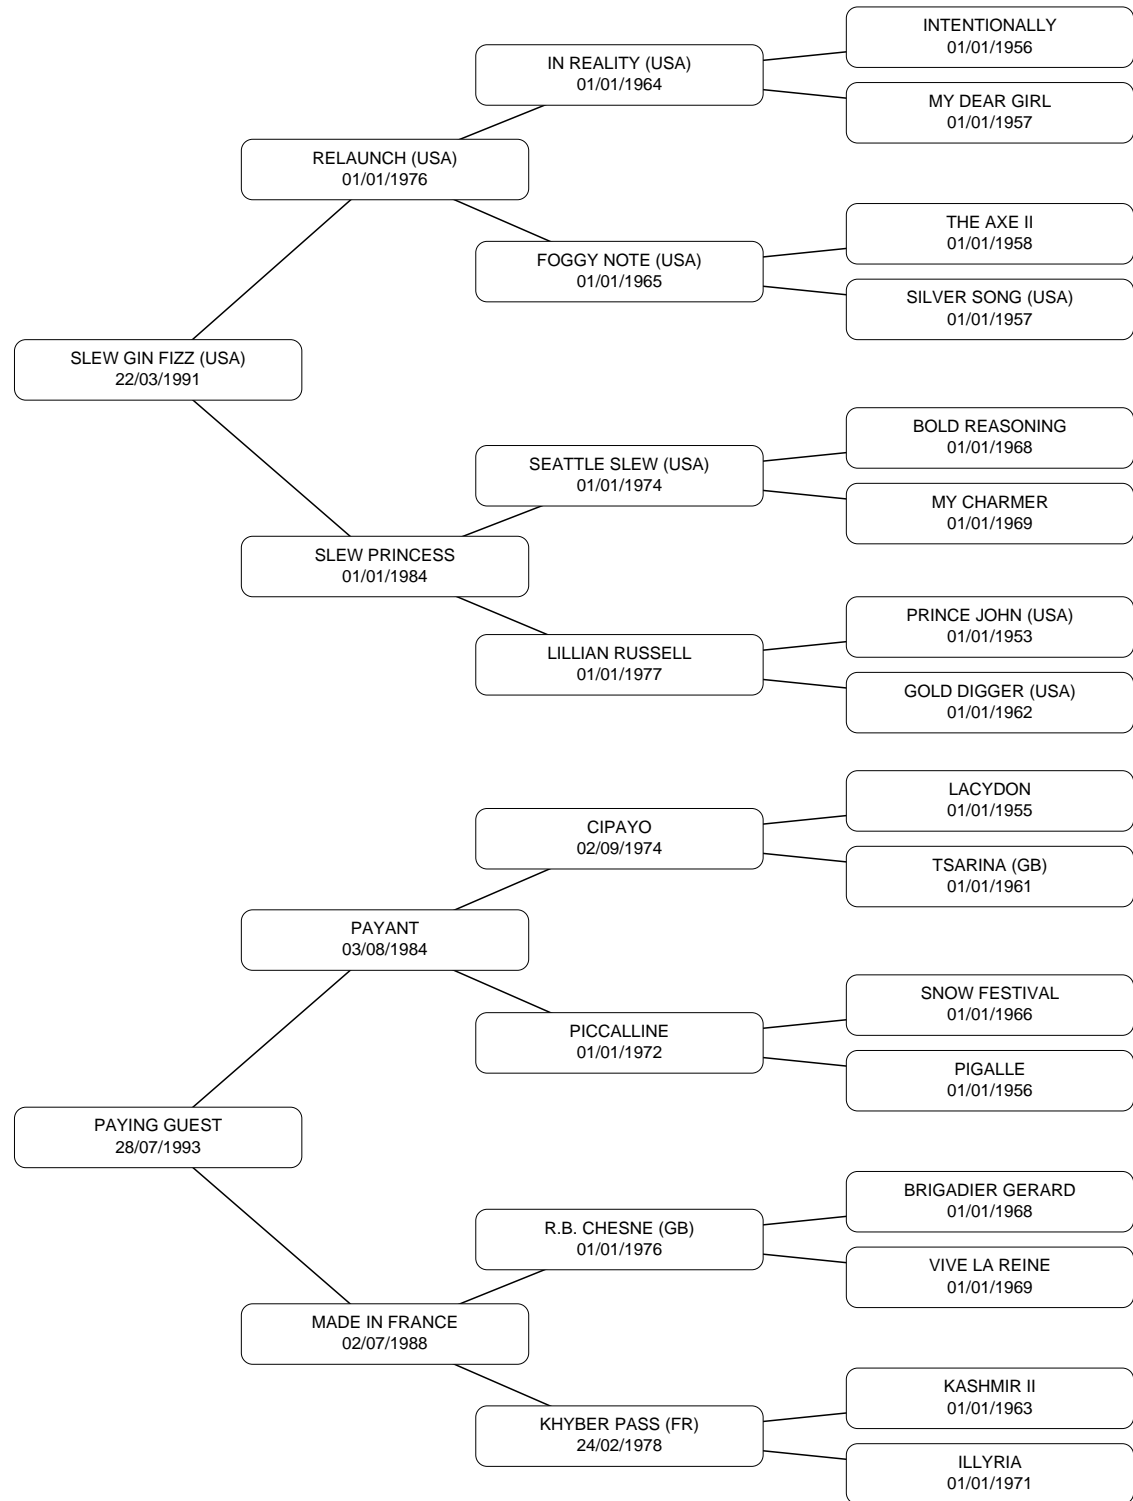 INTENTIONALLY
01/01/1956
IN REALITY (USA)
01/01/1964
MY DEAR GIRL
01/01/1957
RELAUNCH (USA)
01/01/1976
THE AXE II
01/01/1958
FOGGY NOTE (USA)
01/01/1965
SILVER SONG (USA)
01/01/1957
SLEW GIN FIZZ (USA)
22/03/1991
BOLD REASONING
01/01/1968
SEATTLE SLEW (USA)
01/01/1974
MY CHARMER
01/01/1969
SLEW PRINCESS
01/01/1984
PRINCE JOHN (USA)
01/01/1953
LILLIAN RUSSELL
01/01/1977
GOLD DIGGER (USA)
01/01/1962
LACYDON
01/01/1955
CIPAYO
02/09/1974
TSARINA (GB)
01/01/1961
PAYANT
03/08/1984
SNOW FESTIVAL
01/01/1966
PICCALLINE
01/01/1972
PIGALLE
01/01/1956
PAYING GUEST
28/07/1993
BRIGADIER GERARD
01/01/1968
R.B. CHESNE (GB)
01/01/1976
VIVE LA REINE
01/01/1969
MADE IN FRANCE
02/07/1988
KASHMIR II
01/01/1963
KHYBER PASS (FR)
24/02/1978
ILLYRIA
01/01/1971